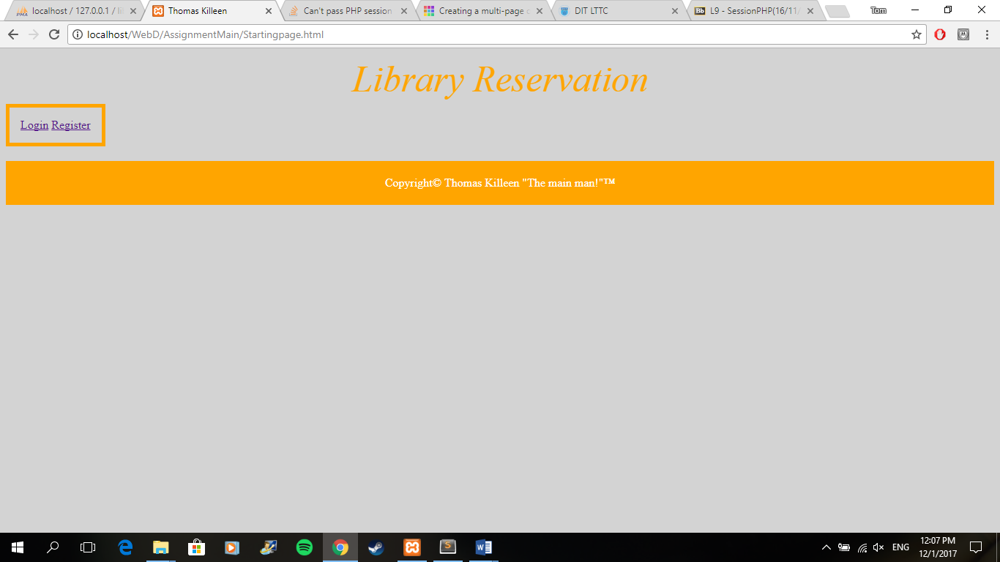 localhost / 127.0.0.1 / li
Thomas Killeen
Can't pass PHP session
Creating a multi-page
DIT LTTC
Bb L9 - SessionPHP(16/11/
Tom
localhost/WebD/AssignmentMain/Startingpage.html
Library Reservation
Login Register
Copyright© Thomas Killeen "The main man!"™
ENG
12:07 PM
12/1/2017